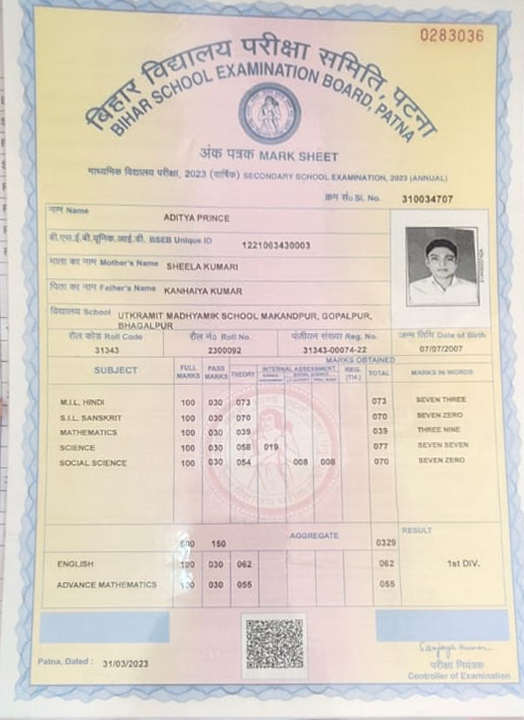 0283036
बिहार विद्यालय परीक्षा समिति, पटना
BIHAR SCHOOL EXAMINATION BOARD, PATNA
अंक पत्रक MARK SHEET
माध्यमिक विद्यालय परीक्षा, 2023 (वार्षिक) SECONDARY SCHOOL EXAMINATION, 2023 (ANNUAL)
क्रम सं० Sl. No. 310034707
नाम Name ADITYA PRINCE
बी.एस.ई.बी.यूनिक.आई.डी. BSEB Unique ID 1221063430003
माता का नाम Mother's Name SHEELA KUMARI
पिता का नाम Father's Name KANHAIYA KUMAR
विद्यालय School UTKRAMIT MADHYAMIK SCHOOL MAKANDPUR, GOPALPUR,
BHAGALPUR
रौल कोड Roll Code रौल नं० Roll No. पंजीयन संख्या Reg. No. जन्म तिथि Date of Birth
31343 2300092 31343-00074-22 07/07/2007
MARKS OBTAINED
SUBJECT FULL MARKS PASS MARKS THEORY INTERNAL ASSESSMENT REG. (TH.) TOTAL MARKS IN WORDS
M.I.L. HINDI 100 030 073 073 SEVEN THREE
S.I.L. SANSKRIT 100 030 070 070 SEVEN ZERO
MATHEMATICS 100 030 039 039 THREE NINE
SCIENCE 100 030 058 019 077 SEVEN SEVEN
SOCIAL SCIENCE 100 030 054 008 008 070 SEVEN ZERO
AGGREGATE RESULT
500 150 0329
ENGLISH 100 030 062 062 1st DIV.
ADVANCE MATHEMATICS 100 030 055 055
Patna, Dated : 31/03/2023
Sanjay Kumar
परीक्षा नियंत्रक
Controller of Examination